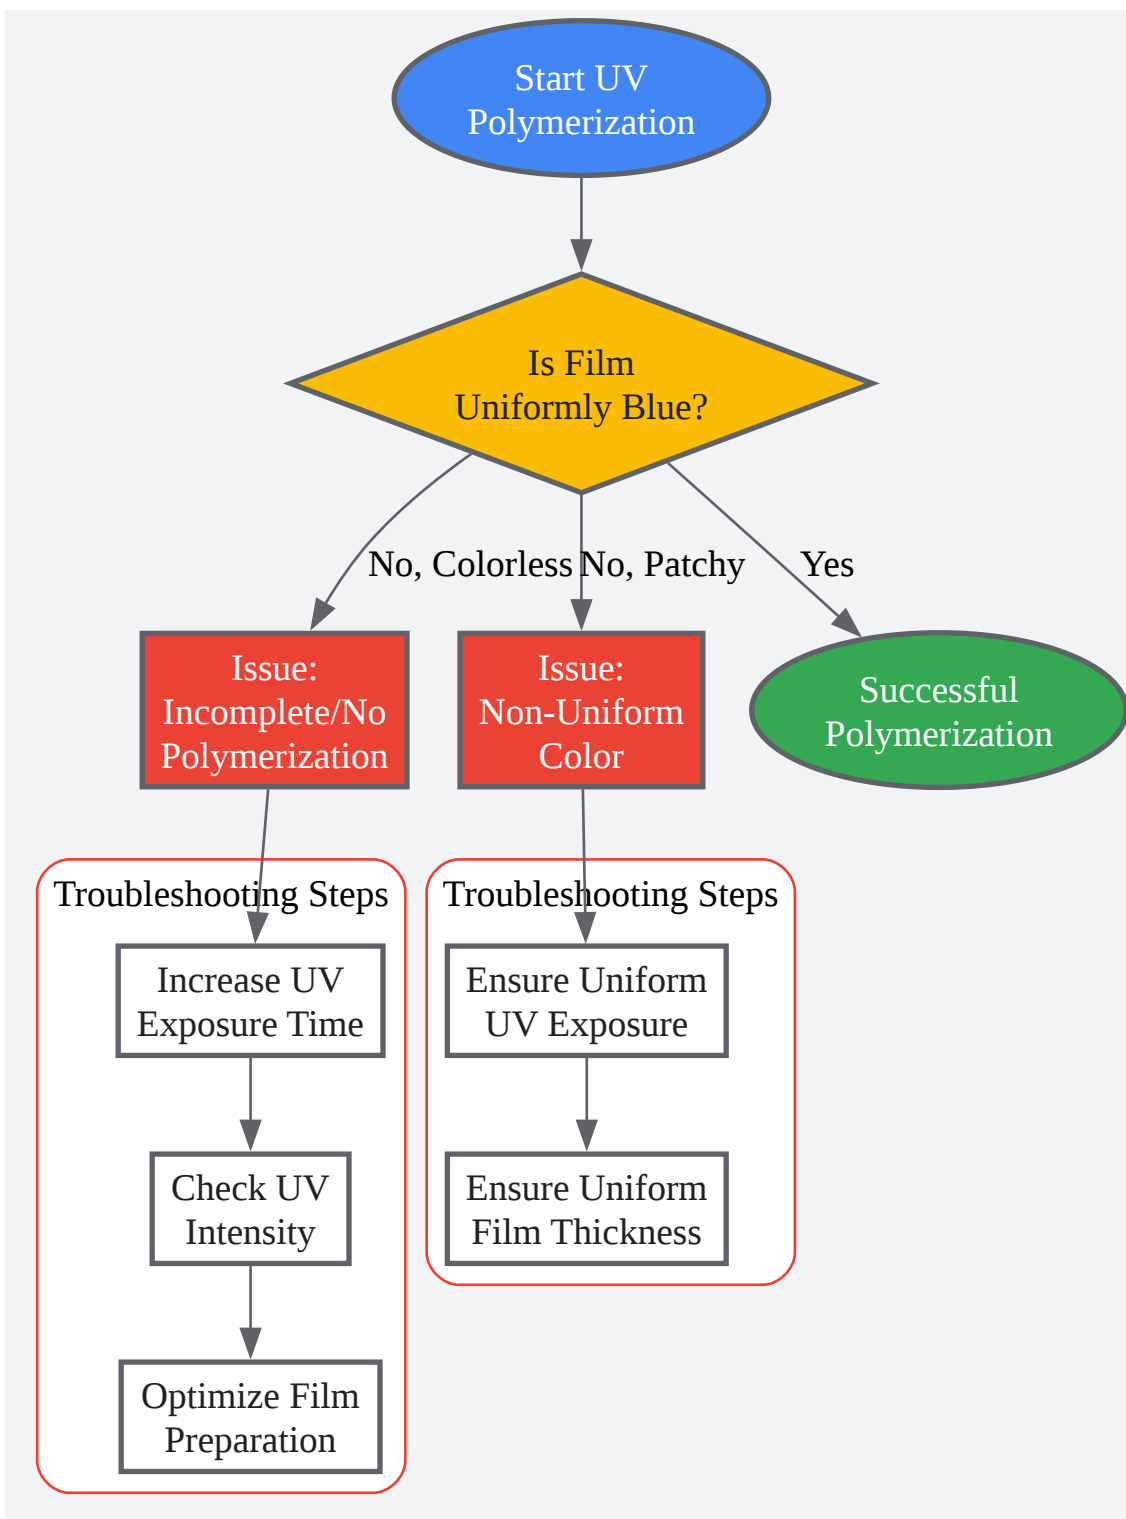 Start UV
Polymerization
Is Film
Uniformly Blue?
No, Colorless
No, Patchy
Yes
Issue:
Incomplete/No
Polymerization
Issue:
Non-Uniform
Color
Successful
Polymerization
Troubleshooting Steps
Increase UV
Exposure Time
Check UV
Intensity
Optimize Film
Preparation
Troubleshooting Steps
Ensure Uniform
UV Exposure
Ensure Uniform
Film Thickness